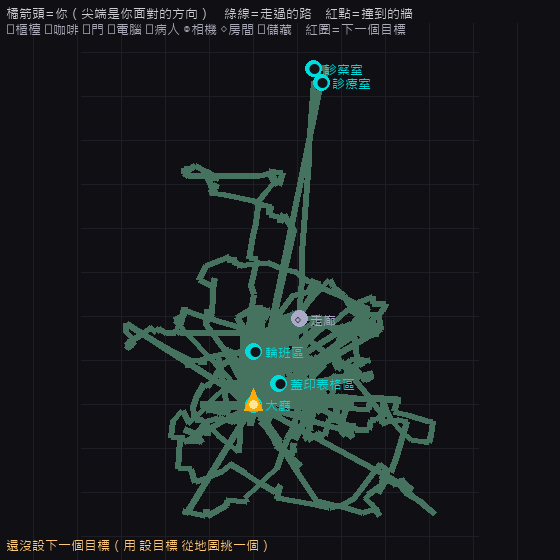 橘箭頭=你（尖端是你面對的方向） 綠線=走過的路 紅點=撞到的牆
櫃檯 咖啡 門 電腦 病人 相機 房間 儲藏 紅圈=下一個目標
診察室
診療室
走廊
輪班區
蓋印表格區
大廳
還沒設下一個目標（用 設目標 從地圖挑一個）